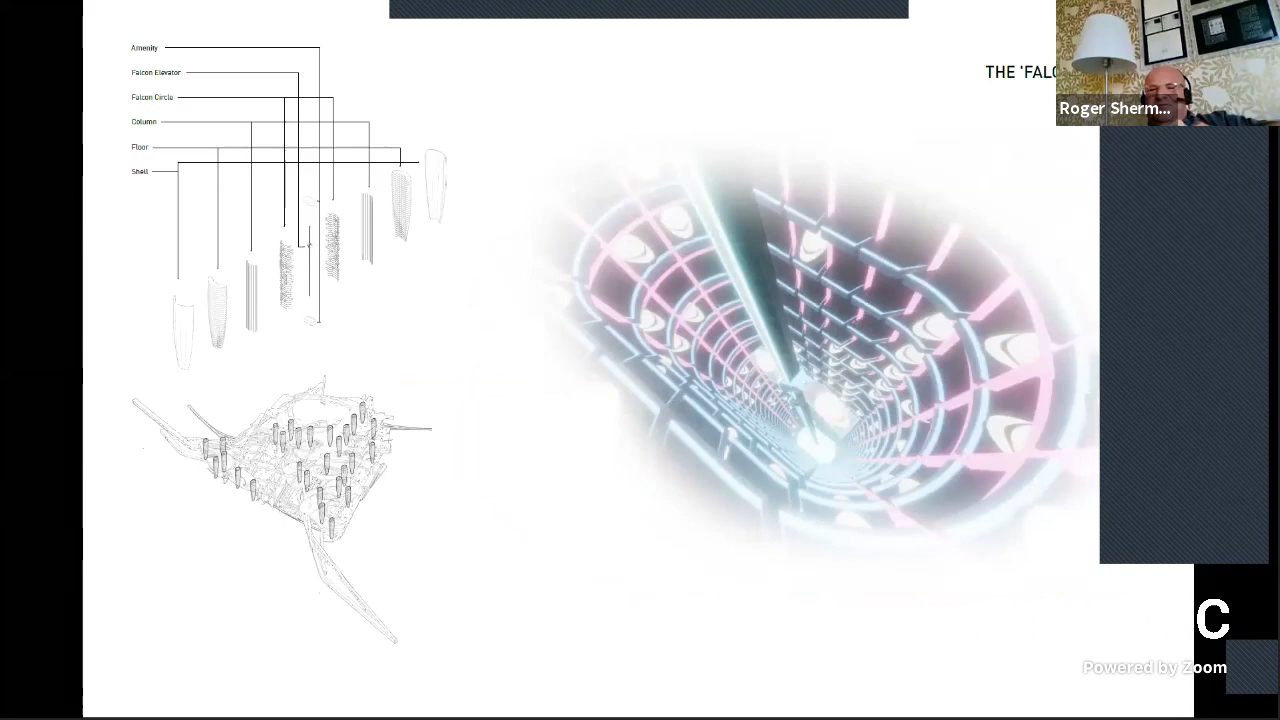 Amenity
Falcon Elevator
Falcon Circle
Column
Floor
Shell
THE 'FALC
Roger Sherm...
C
Powered by Zoom